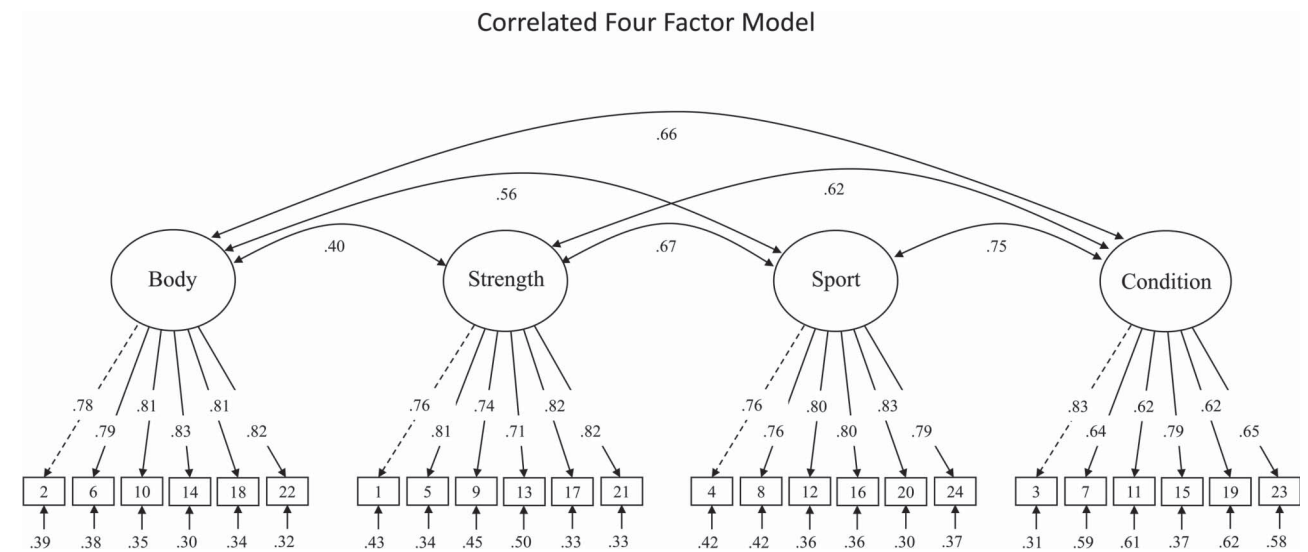 Correlated Four Factor Model
.66
.56
.62
.40
.67
.75
Body
Strength
Sport
Condition
.78 .81 .81
.79 .83 .82
.76 .74 .82
.81 .71 .82
.76 .80 .83
.76 .80 .79
.83 .62 .62
.64 .79 .65
2 6 10 14 18 22
1 5 9 13 17 21
4 8 12 16 20 24
3 7 11 15 19 23
.39 .38 .35 .30 .34 .32
.43 .34 .45 .50 .33 .33
.42 .42 .36 .36 .30 .37
.31 .59 .61 .37 .62 .58